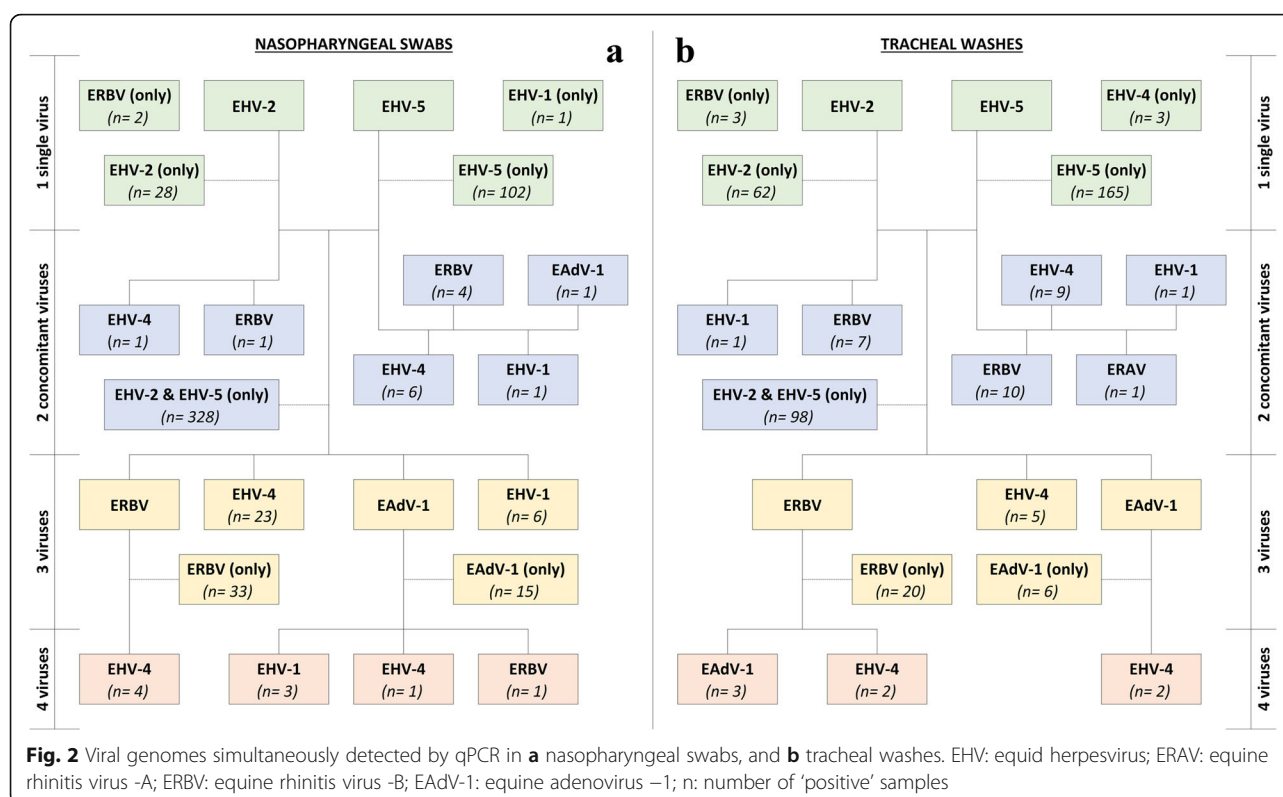 NASOPHARYNGEAL SWABS
a
1 single virus
ERBV (only)
(n= 2)
EHV-2
EHV-5
EHV-1 (only)
(n= 1)
EHV-2 (only)
(n= 28)
EHV-5 (only)
(n= 102)
2 concomitant viruses
ERBV
(n= 4)
EAdV-1
(n= 1)
EHV-4
(n= 1)
ERBV
(n= 1)
EHV-4
(n= 6)
EHV-1
(n= 1)
EHV-2 & EHV-5 (only)
(n= 328)
3 viruses
ERBV
EHV-4
(n= 23)
EAdV-1
EHV-1
(n= 6)
ERBV (only)
(n= 33)
EAdV-1 (only)
(n= 15)
4 viruses
EHV-4
(n= 4)
EHV-1
(n= 3)
EHV-4
(n= 1)
ERBV
(n= 1)
b
TRACHEAL WASHES
1 single virus
ERBV (only)
(n= 3)
EHV-2
EHV-5
EHV-4 (only)
(n= 3)
EHV-2 (only)
(n= 62)
EHV-5 (only)
(n= 165)
2 concomitant viruses
EHV-4
(n= 9)
EHV-1
(n= 1)
EHV-1
(n= 1)
ERBV
(n= 7)
ERBV
(n= 10)
ERAV
(n= 1)
EHV-2 & EHV-5 (only)
(n= 98)
3 viruses
ERBV
EHV-4
(n= 5)
EAdV-1
ERBV (only)
(n= 20)
EAdV-1 (only)
(n= 6)
4 viruses
EAdV-1
(n= 3)
EHV-4
(n= 2)
EHV-4
(n= 2)
Fig. 2 Viral genomes simultaneously detected by qPCR in a nasopharyngeal swabs, and b tracheal washes. EHV: equid herpesvirus; ERAV: equine
rhinitis virus -A; ERBV: equine rhinitis virus -B; EAdV-1: equine adenovirus −1; n: number of ‘positive’ samples